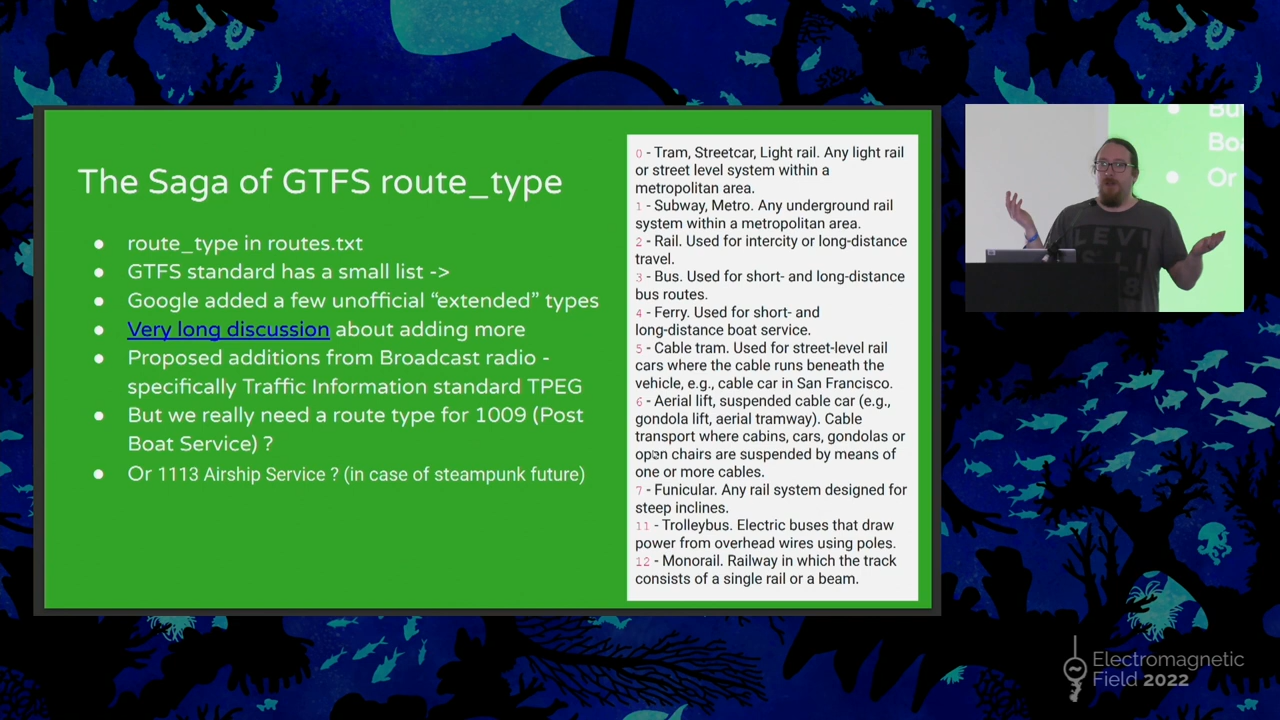 The Saga of GTFS route_type
● route_type in routes.txt
● GTFS standard has a small list ->
● Google added a few unofficial “extended” types
● Very long discussion about adding more
● Proposed additions from Broadcast radio -
specifically Traffic Information standard TPEG
● But we really need a route type for 1009 (Post
Boat Service) ?
● Or 1113 Airship Service ? (in case of steampunk future)
0 - Tram, Streetcar, Light rail. Any light rail
or street level system within a
metropolitan area.
1 - Subway, Metro. Any underground rail
system within a metropolitan area.
2 - Rail. Used for intercity or long-distance
travel.
3 - Bus. Used for short- and long-distance
bus routes.
4 - Ferry. Used for short- and
long-distance boat service.
5 - Cable tram. Used for street-level rail
cars where the cable runs beneath the
vehicle, e.g., cable car in San Francisco.
6 - Aerial lift, suspended cable car (e.g.,
gondola lift, aerial tramway). Cable
transport where cabins, cars, gondolas or
open chairs are suspended by means of
one or more cables.
7 - Funicular. Any rail system designed for
steep inclines.
11 - Trolleybus. Electric buses that draw
power from overhead wires using poles.
12 - Monorail. Railway in which the track
consists of a single rail or a beam.
● Bu
Boa
● Or
LEVI
Electromagnetic
Field 2022